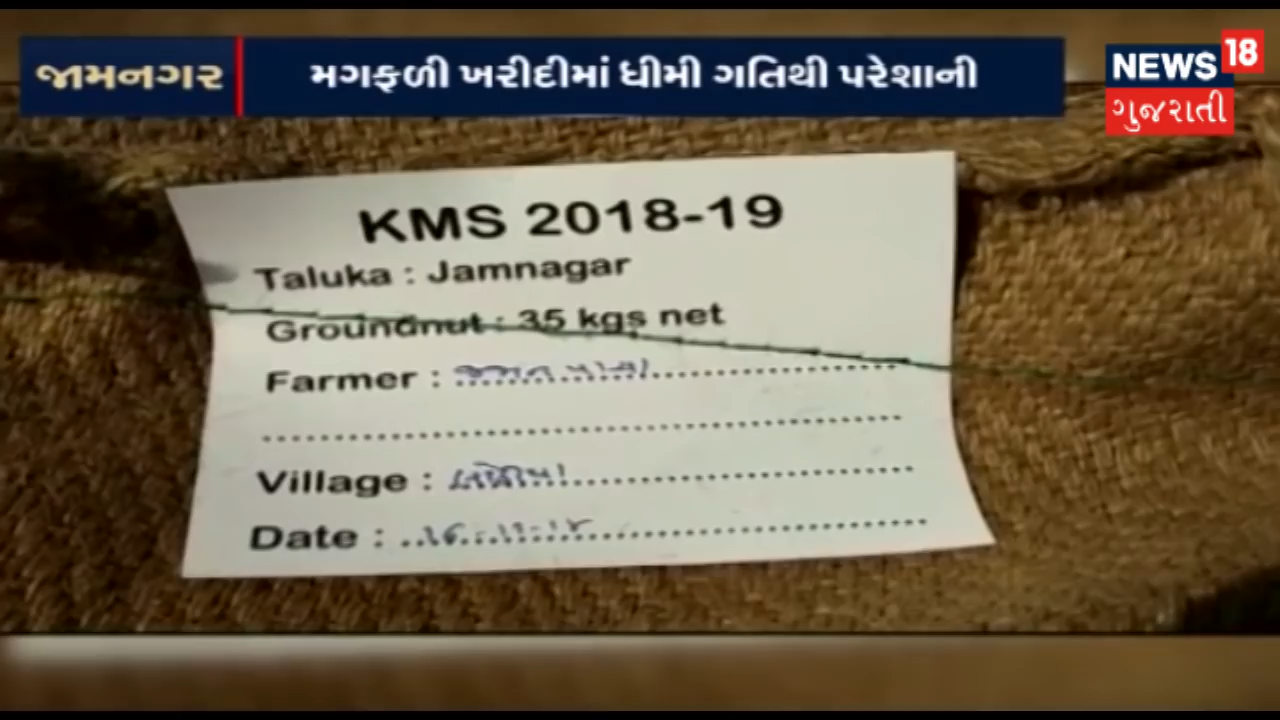 જામનગર
મગફળી ખરીદીમાં ધીમી ગતિથી પરેશાની
NEWS 18
ગુજરાતી
KMS 2018-19
Taluka : Jamnagar
Groundnut : 35 kgs net
Farmer :
Village :
Date :